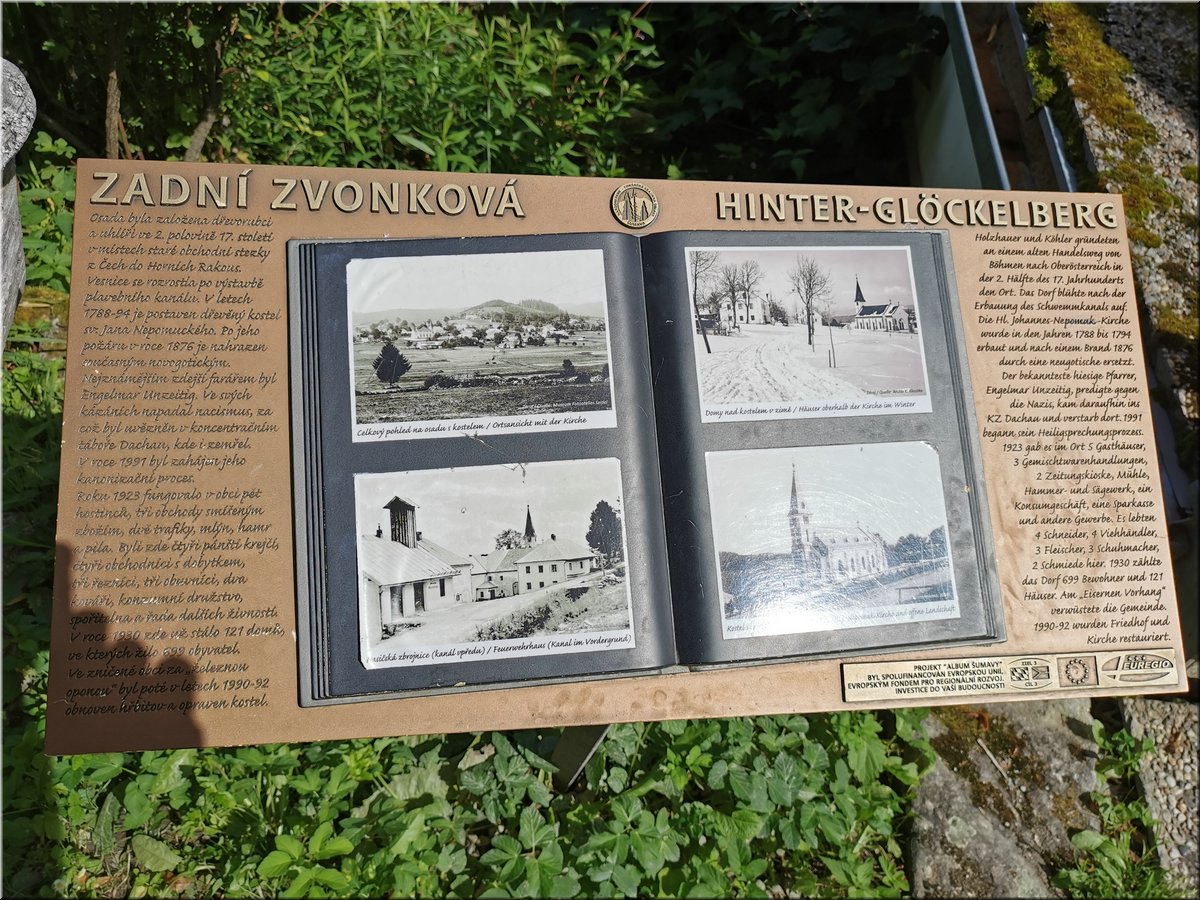 ZADNÍ ZVONKOVÁ
Osada byla založena dřevorubci
a uhlíři ve 2. polovině 17. století
v místech staré obchodní stezky
z Čech do Horních Rakous.
Vesnice se rozrostla po výstavbě
plavebního kanálu. V letech
1788-94 je postaven dřevěný kostel
sv. Jana Nepomuckého. Po jeho
požáru v roce 1876 je nahrazen
současným novogotickým.
Nejznámějším zdejší farářem byl
Engelmar Unzeitig. Ve svých
kázáních napadal nacismus, za
což byl uvězněn v koncentračním
táboře Dachau, kde i zemřel.
V roce 1991 byl zahájen jeho
kanonizační proces.
Roku 1923 fungovalo v obci pět
hostinců, tři obchody smíšeným
zbožím, dvě trafiky, mlýn, hamr
a pila. Byli zde čtyři pánští krejčí,
čtyři obchodníci s dobytkem,
tři řezníci, tři obuvníci, dva
kováři, konzumní družstvo,
spořitelna a řada dalších živností.
V roce 1930 zde už stálo 121 domů,
ve kterých žilo 699 obyvatel.
Ve zničené obci za „železnou
oponou" byl poté v letech 1990-92
obnoven hřbitov a opraven kostel.
HINTER-GLÖCKELBERG
Holzhauer und Köhler gründeten
an einem alten Handelsweg von
Böhmen nach Oberösterreich in
der 2. Hälfte des 17. Jahrhunderts
den Ort. Das Dorf blühte nach der
Erbauung des Schwemmkanals auf.
Die Hl. Johannes-Nepomuk-Kirche
wurde in den Jahren 1788 bis 1794
erbaut und nach einem Brand 1876
durch eine neugotische ersetzt.
Der bekannteste hiesige Pfarrer,
Engelmar Unzeitig, predigte gegen
die Nazis, kam daraufhin ins
KZ Dachau und verstarb dort. 1991
begann sein Heiligsprechungsprozess.
1923 gab es im Ort 5 Gasthäuser,
3 Gemischtwarenhandlungen,
2 Zeitungskioske, Mühle,
Hammer- und Sägewerk, ein
Konsumgeschäft, eine Sparkasse
und andere Gewerbe. Es lebten
4 Schneider, 4 Viehhändler,
3 Fleischer, 3 Schuhmacher,
2 Schmiede hier. 1930 zählte
das Dorf 699 Bewohner und 121
Häuser. Am „Eisernen Vorhang"
verwüstete die Gemeinde.
1990-92 wurden Friedhof und
Kirche restauriert.
Celkový pohled na osadu s kostelem / Ortsansicht mit der Kirche
Domy nad kostelem v zimě / Häuser oberhalb der Kirche im Winter
Hasičská zbrojnice (kanál vpředu) / Feuerwehrhaus (Kanal im Vordergrund)
Kostel Kirche und offene Landschaft
PROJEKT "ALBUM ŠUMAVY"
BYL SPOLUFINANCOVÁN EVROPSKOU UNIÍ,
EVROPSKÝM FONDEM PRO REGIONÁLNÍ ROZVOJ.
INVESTICE DO VAŠÍ BUDOUCNOSTI
ZIEL 3
CÍL 3
EUREGIO